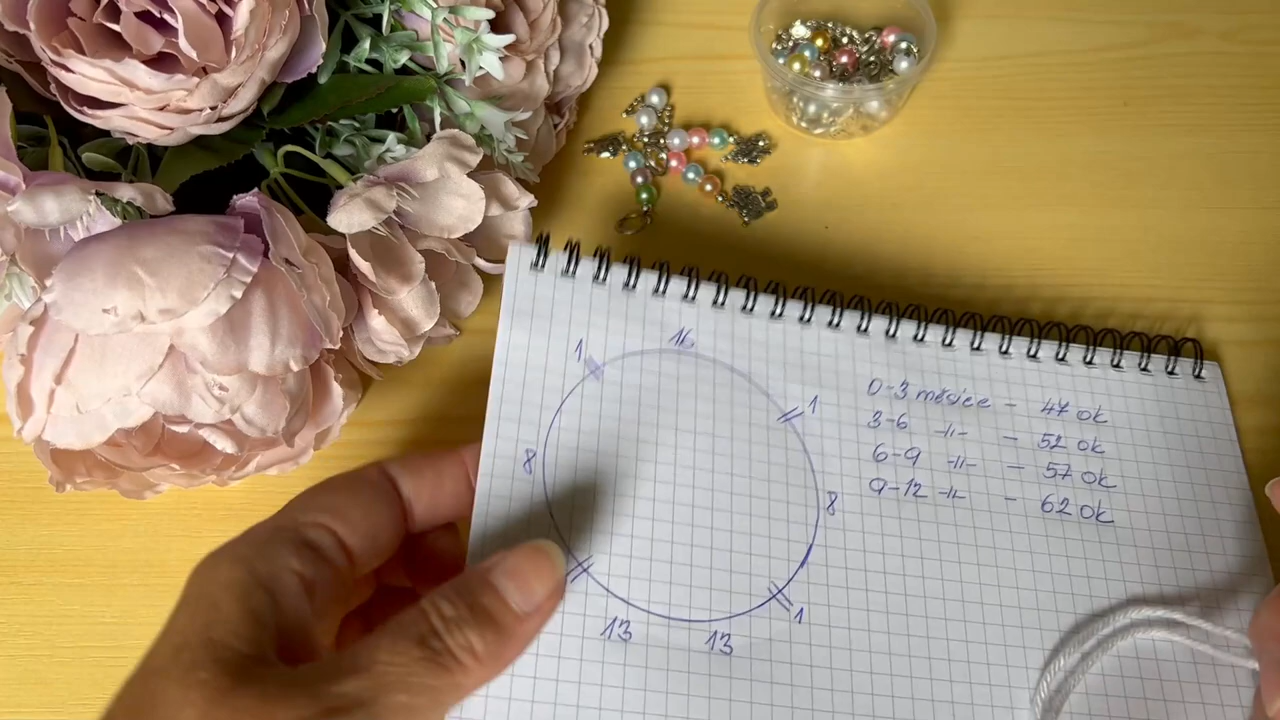 16
1
1
8
8
1
13
13
0-3 měsíce - 47 ok
3-6 -11- - 52 ok
6-9 -11- - 57 ok
9-12 -11- - 62 ok